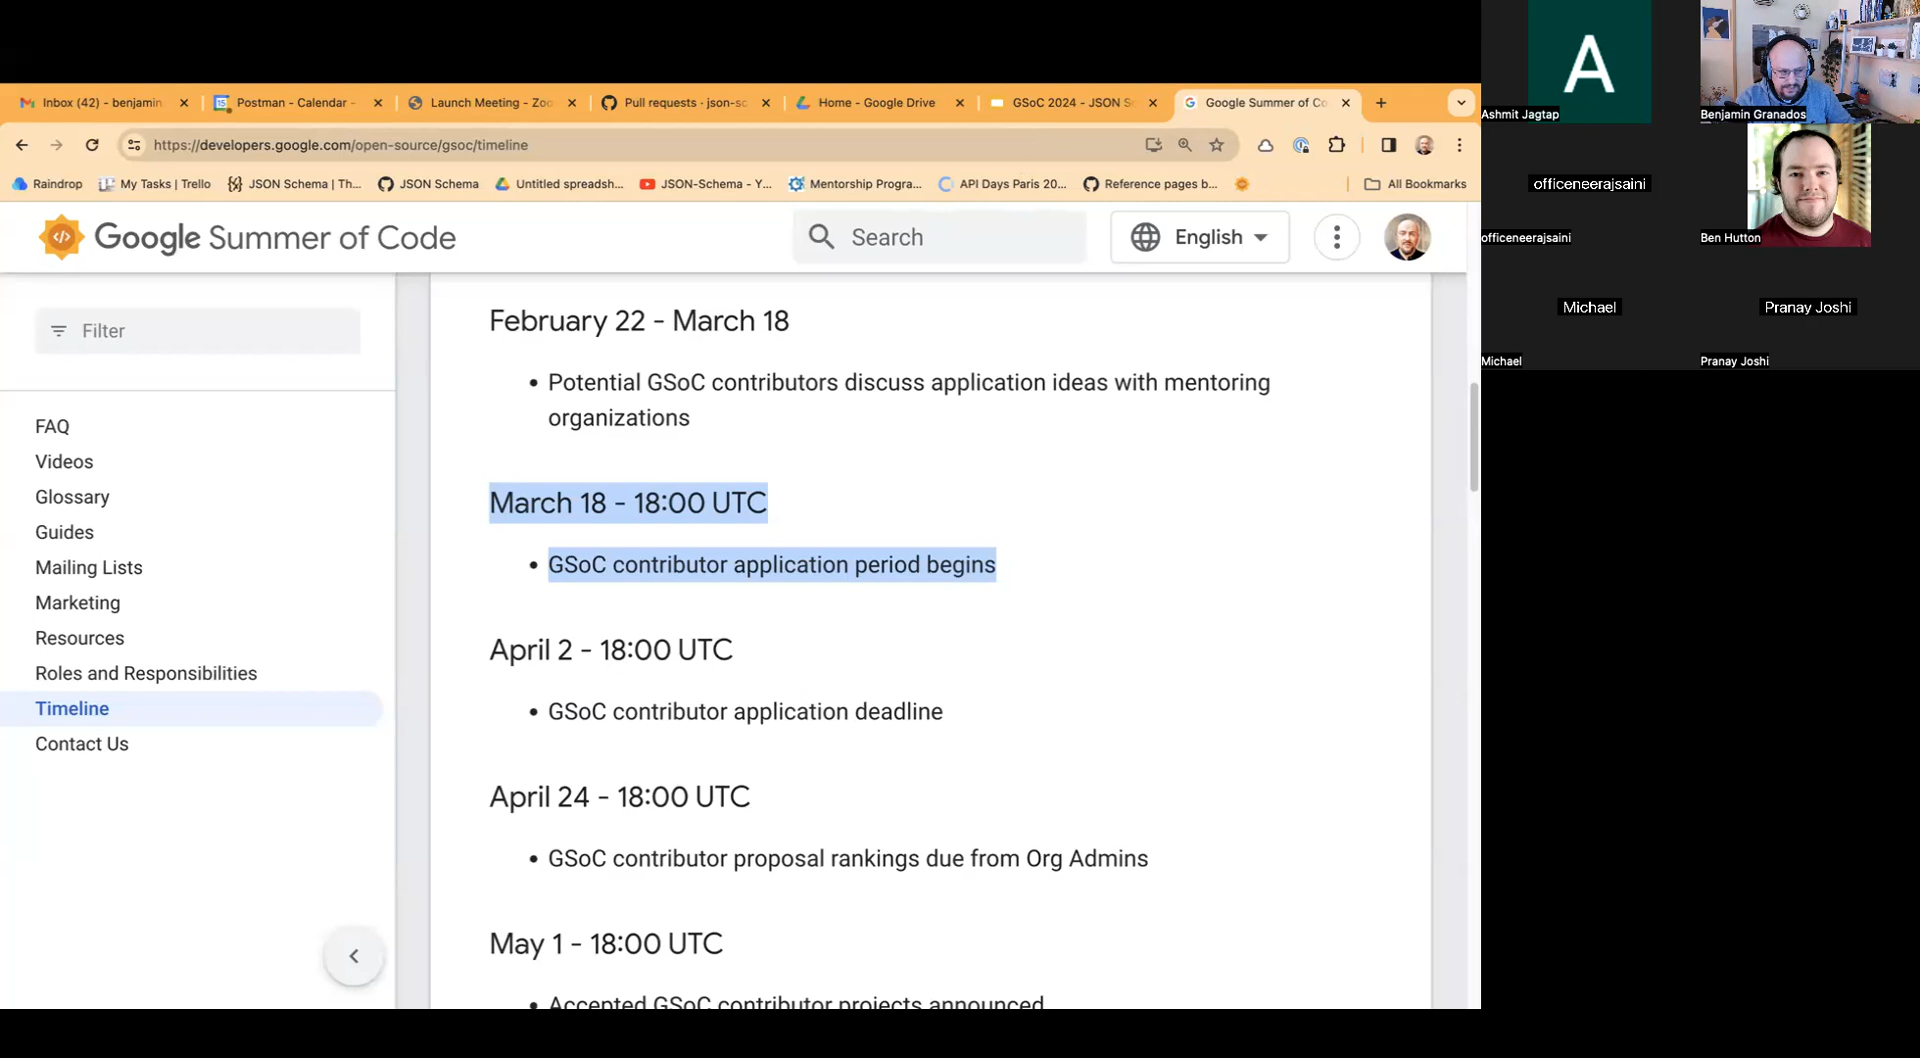 Inbox (42) - benjamin
Postman - Calendar -
Launch Meeting - Zoo
Pull requests · json-sc
Home - Google Drive
GSoC 2024 - JSON S
Google Summer of Co
https://developers.google.com/open-source/gsoc/timeline
Raindrop
My Tasks | Trello
JSON Schema | Th...
JSON Schema
Untitled spreadsh...
JSON-Schema - Y...
Mentorship Progra...
API Days Paris 20...
Reference pages b...
All Bookmarks
Google Summer of Code
Search
English
Filter
FAQ
Videos
Glossary
Guides
Mailing Lists
Marketing
Resources
Roles and Responsibilities
Timeline
Contact Us
February 22 - March 18
• Potential GSoC contributors discuss application ideas with mentoring
organizations
March 18 - 18:00 UTC
• GSoC contributor application period begins
April 2 - 18:00 UTC
• GSoC contributor application deadline
April 24 - 18:00 UTC
• GSoC contributor proposal rankings due from Org Admins
May 1 - 18:00 UTC
• Accepted GSoC contributor projects announced
A
Ashmit Jagtap
Benjamin Granados
officeneerajsaini
officeneerajsaini
Ben Hutton
Michael
Michael
Pranay Joshi
Pranay Joshi